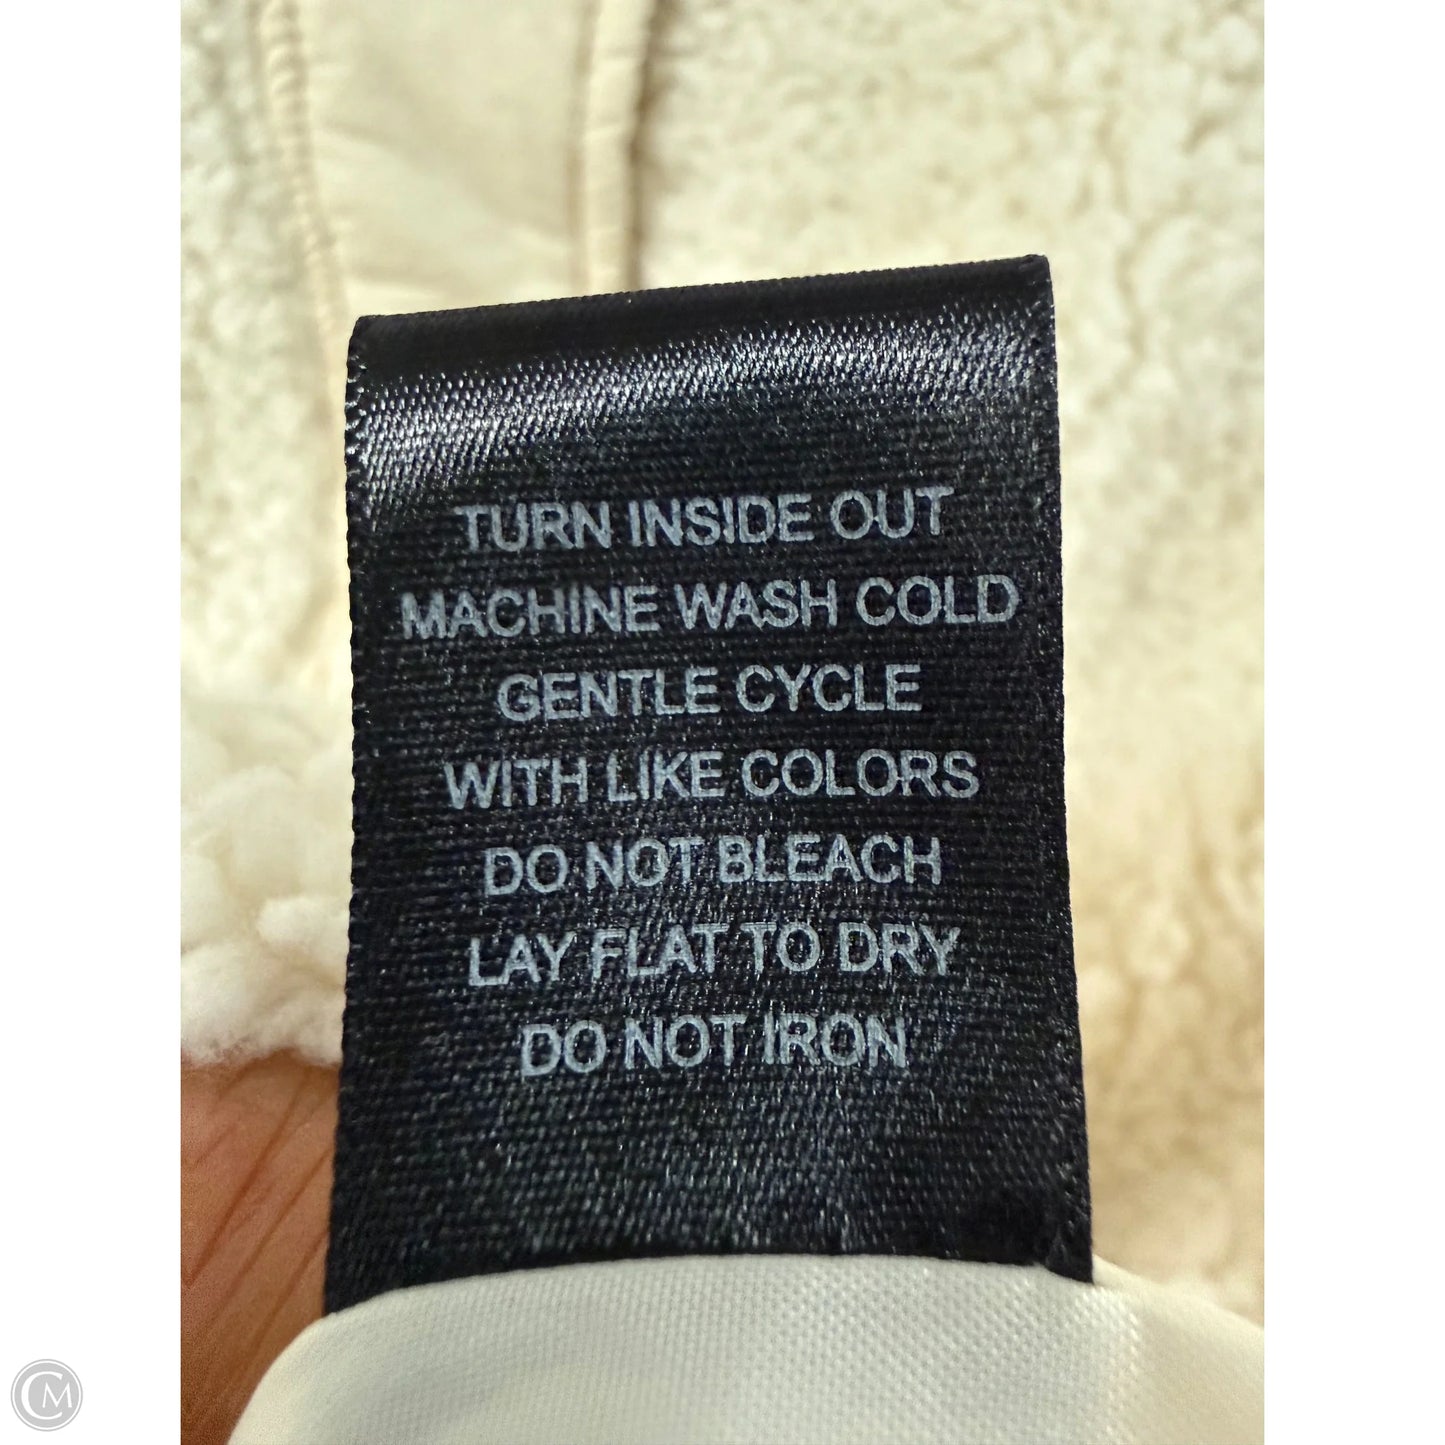 TURN INSIDE OUT
MACHINE WASH COLD
GENTLE CYCLE
WITH LIKE COLORS
DO NOT BLEACH
LAY FLAT TO DRY
DO NOT IRON
CM